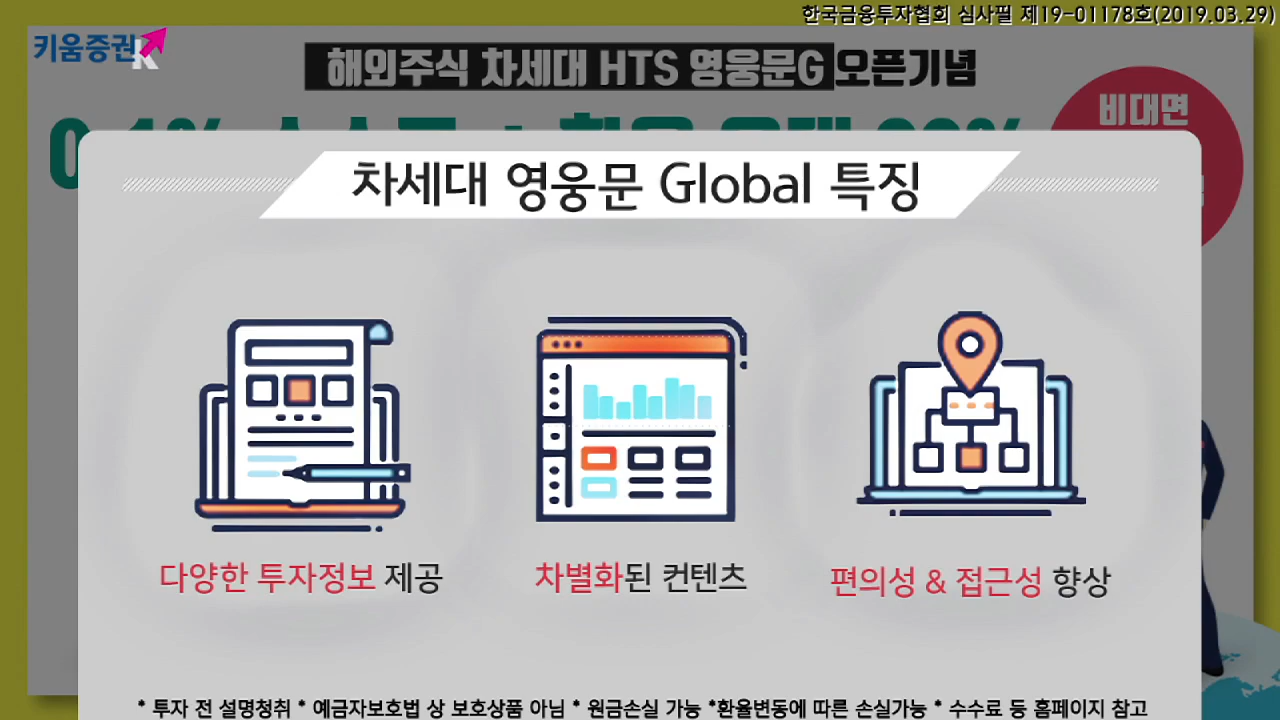 한국금융투자협회 심사필 제19-01178호(2019.03.29)
키움증권
해외주식 차세대 HTS 영웅문G 오픈기념
비대면
차세대 영웅문 Global 특징
다양한 투자정보 제공
차별화된 컨텐츠
편의성 & 접근성 향상
* 투자 전 설명청취 * 예금자보호법 상 보호상품 아님 * 원금손실 가능 *환율변동에 따른 손실가능 * 수수료 등 홈페이지 참고